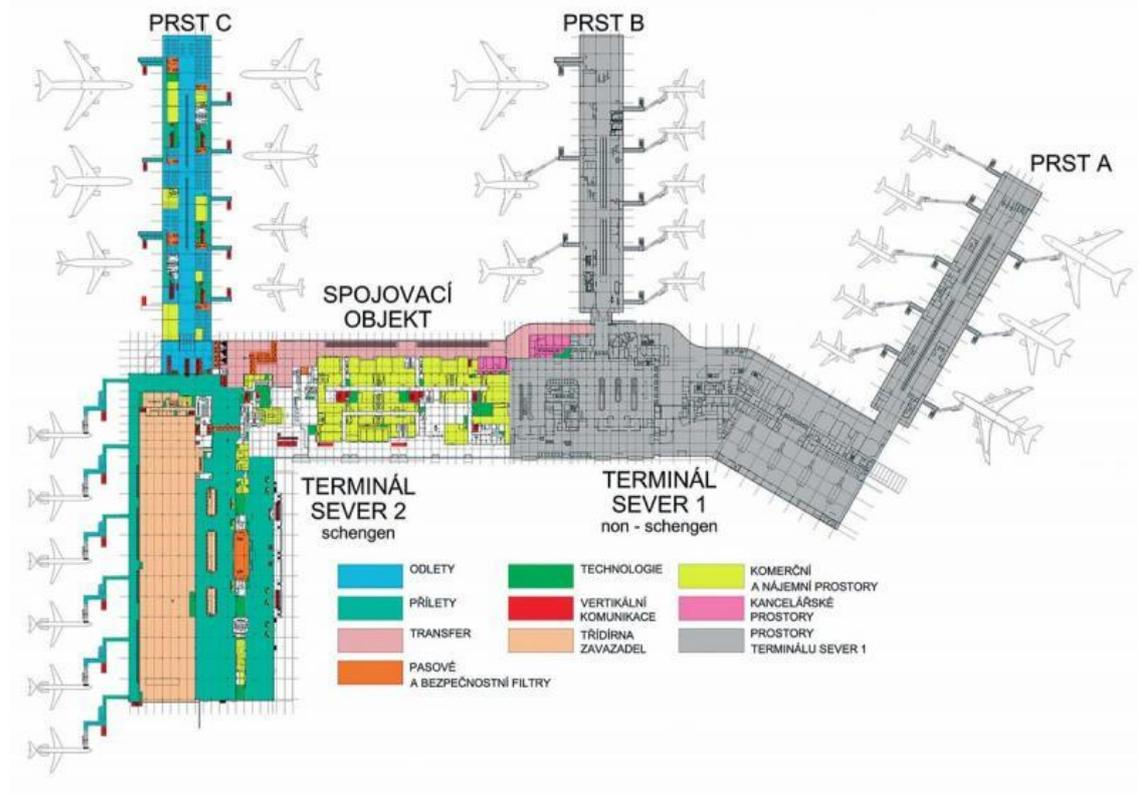 PRST C
PRST B
PRST A
SPOJOVACÍ
OBJEKT
TERMINÁL
SEVER 2
schengen
TERMINÁL
SEVER 1
non - schengen
ODLETY
PŘÍLETY
TRANSFER
PASOVÉ
A BEZPEČNOSTNÍ FILTRY
TECHNOLOGIE
VERTIKÁLNÍ
KOMUNIKACE
TŘÍDÍRNA
ZAVAZADEL
KOMERČNÍ
A NÁJEMNÍ PROSTORY
KANCELÁŘSKÉ
PROSTORY
PROSTORY
TERMINÁLU SEVER 1